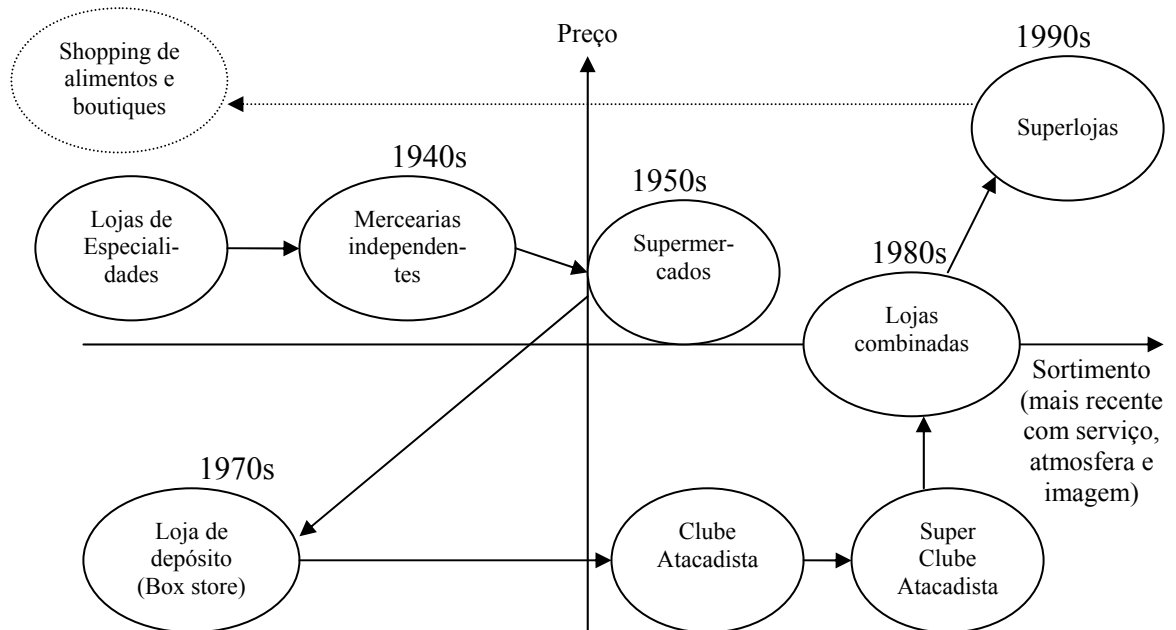 Shopping de
alimentos e
boutiques
Preço
1990s
Superlojas
1940s
1950s
Lojas de
Especiali-
dades
Mercearias
independen-
tes
Supermer-
cados
1980s
Lojas
combinadas
Sortimento
(mais recente
com serviço,
atmosfera e
imagem)
1970s
Loja de
depósito
(Box store)
Clube
Atacadista
Super
Clube
Atacadista